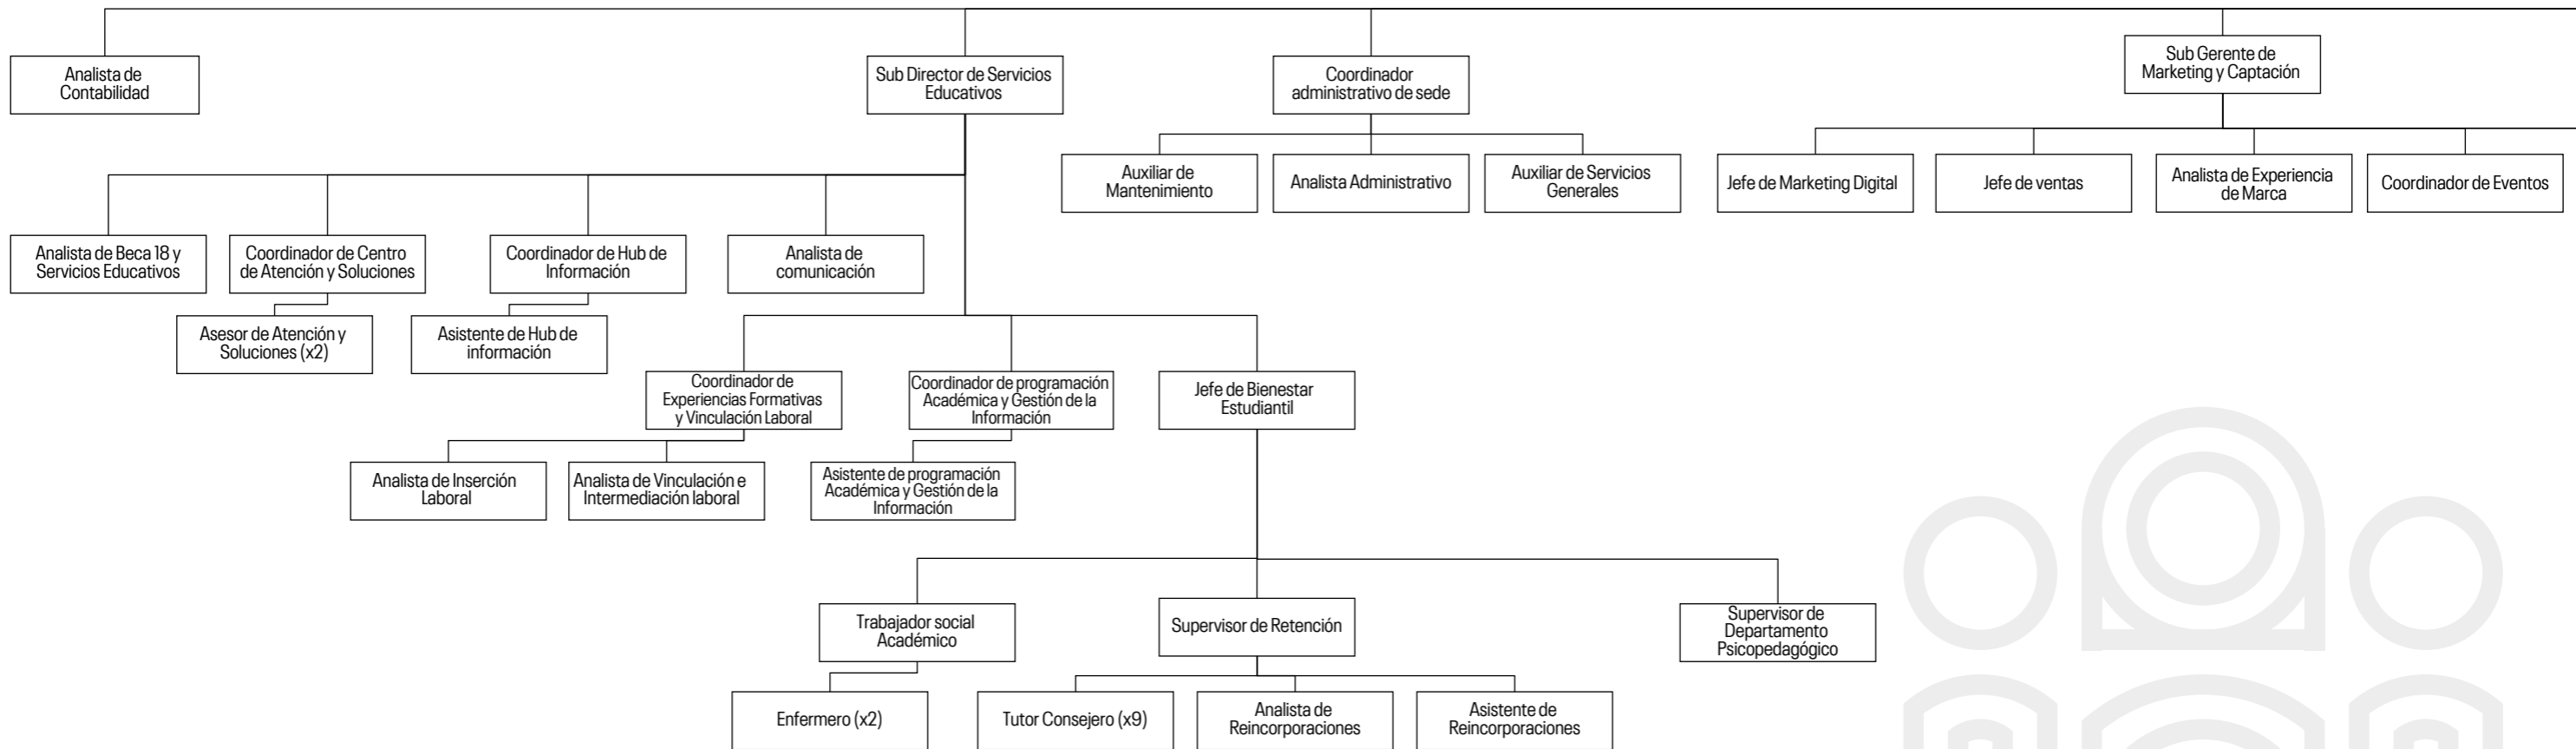 Analista de
Contabilidad
Sub Director de Servicios
Educativos
Coordinador
administrativo de sede
Sub Gerente de
Marketing y Captación
Auxiliar de
Mantenimiento
Analista Administrativo
Auxiliar de Servicios
Generales
Jefe de Marketing Digital
Jefe de ventas
Analista de Experiencia
de Marca
Coordinador de Eventos
Analista de Beca 18 y
Servicios Educativos
Coordinador de Centro
de Atención y Soluciones
Coordinador de Hub de
Información
Analista de
comunicación
Asesor de Atención y
Soluciones (x2)
Asistente de Hub de
información
Coordinador de
Experiencias Formativas
y Vinculación Laboral
Coordinador de programación
Académica y Gestión de la
Información
Jefe de Bienestar
Estudiantil
Analista de Inserción
Laboral
Analista de Vinculación e
Intermediación laboral
Asistente de programación
Académica y Gestión de la
Información
Trabajador social
Académico
Supervisor de Retención
Supervisor de
Departamento
Psicopedagógico
Enfermero (x2)
Tutor Consejero (x9)
Analista de
Reincorporaciones
Asistente de
Reincorporaciones